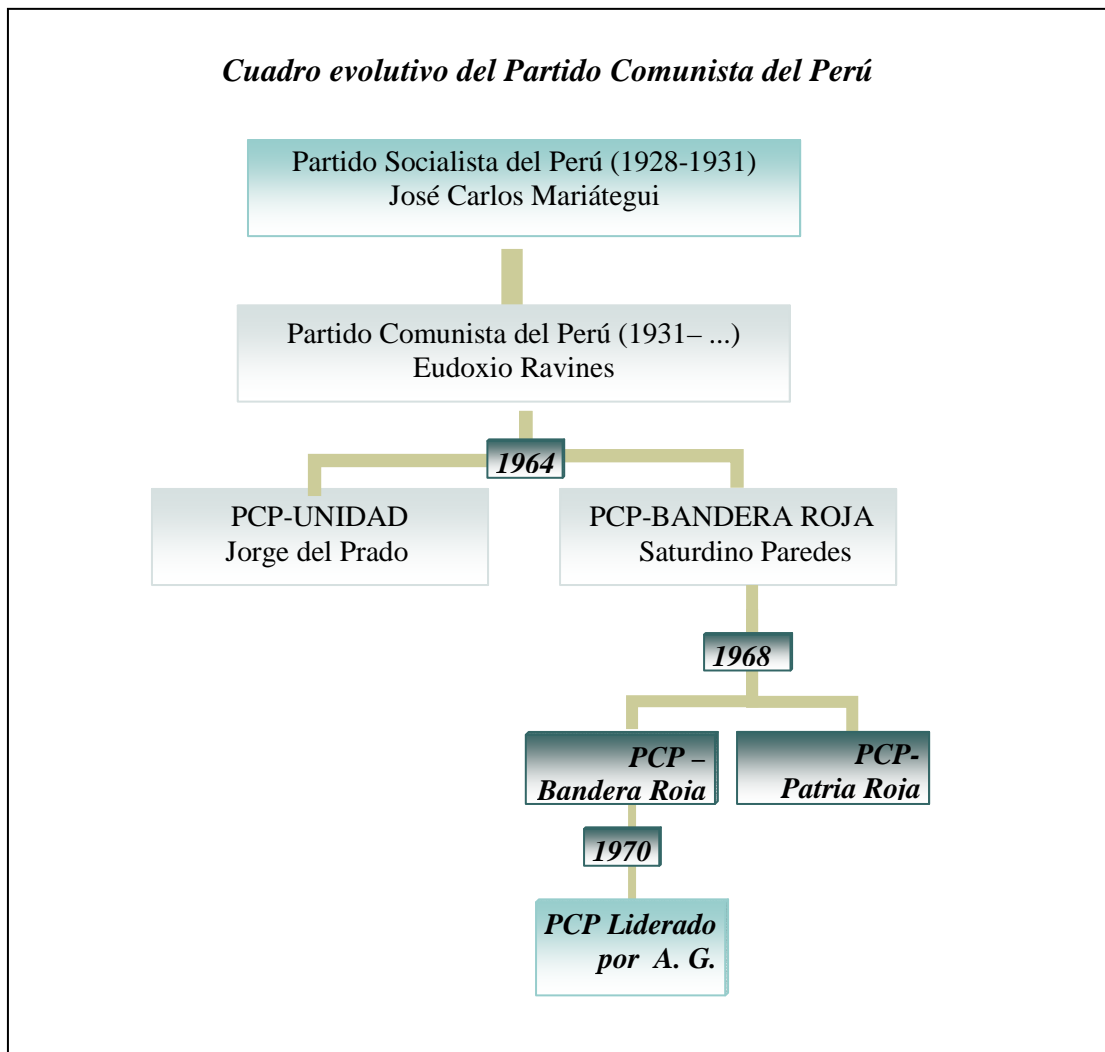 Cuadro evolutivo del Partido Comunista del Perú
Partido Socialista del Perú (1928-1931)
José Carlos Mariátegui
Partido Comunista del Perú (1931– ...)
Eudoxio Ravines
1964
PCP-UNIDAD
Jorge del Prado
PCP-BANDERA ROJA
Saturdino Paredes
1968
PCP –
Bandera Roja
PCP-
Patria Roja
1970
PCP Liderado
por A. G.